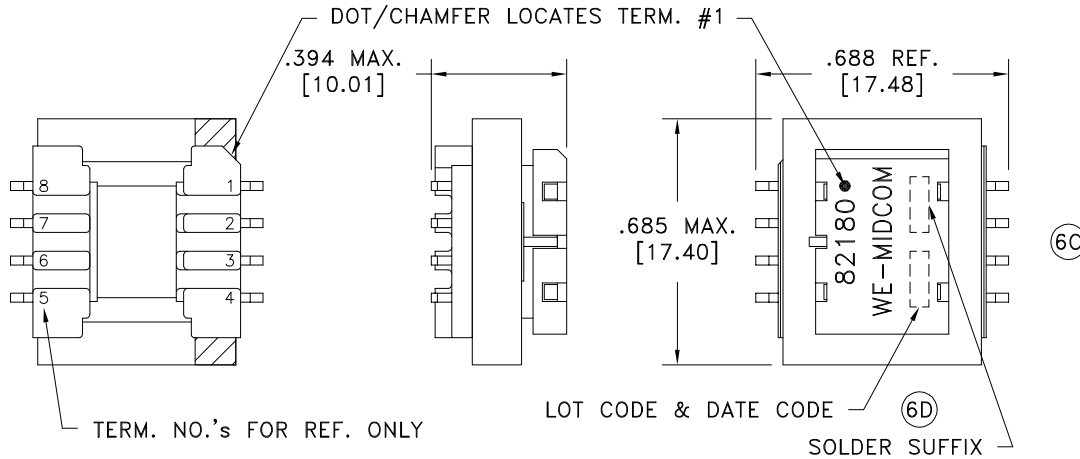 DOT/CHAMFER LOCATES TERM. #1
.394 MAX.
[10.01]
.688 REF.
[17.48]
8
1
7
2
6
3
5
4
.685 MAX.
[17.40]
82180
WE-MIDCOM
6C
LOT CODE & DATE CODE
6D
TERM. NO.'s FOR REF. ONLY
SOLDER SUFFIX